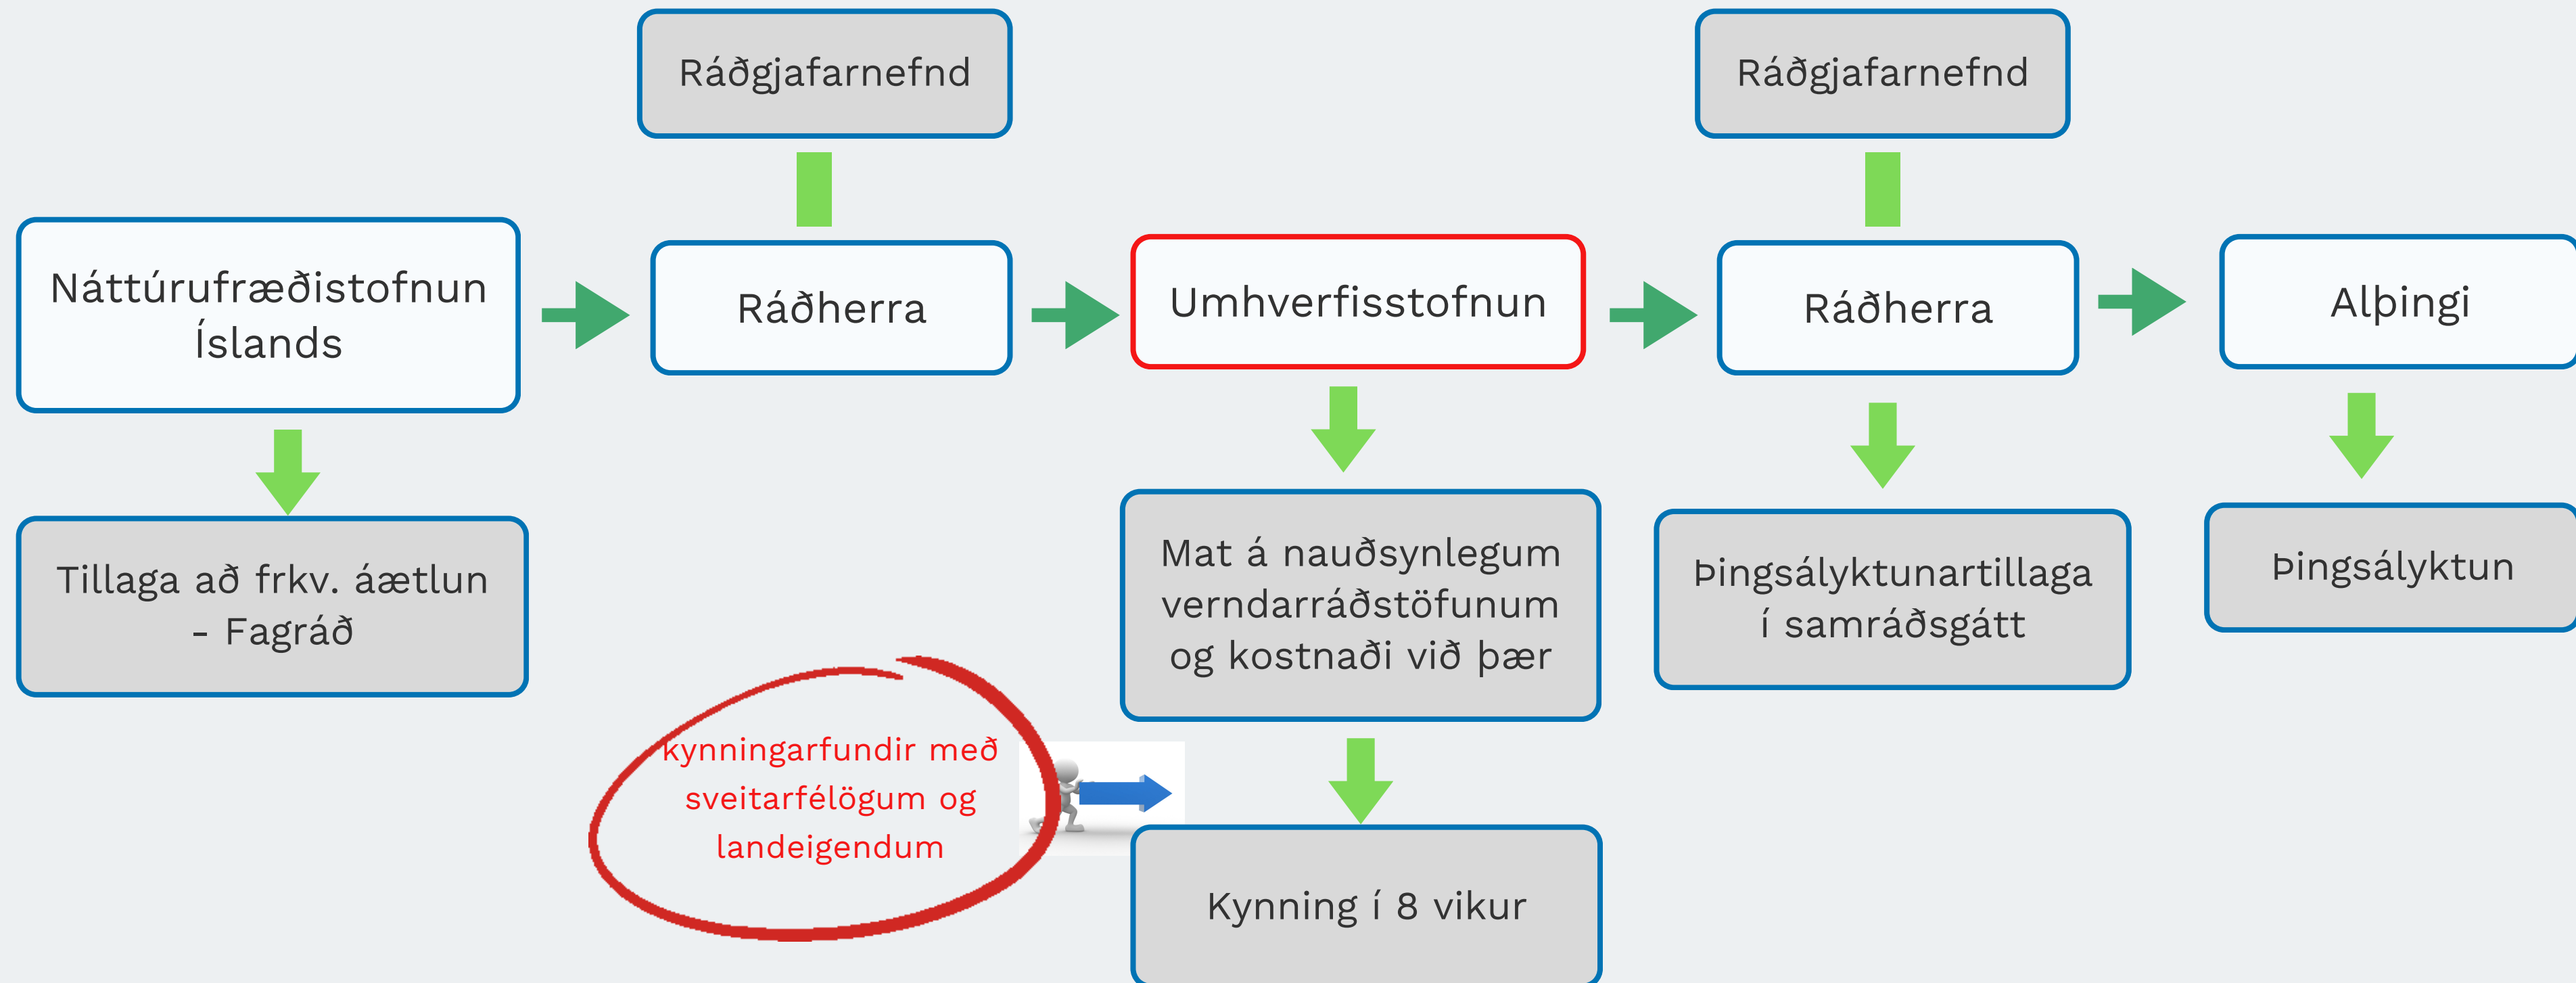 Ráðgjafarnefnd
Ráðgjafarnefnd
Náttúrufræðistofnun
Íslands
Ráðherra
Umhverfisstofnun
Ráðherra
Alþingi
Tillaga að frkv. áætlun
- Fagráð
Mat á nauðsynlegum
verndarráðstöfunum
og kostnaði við þær
Þingsályktunartillaga
í samráðsgátt
Þingsályktun
kynningarfundir með
sveitarfélögum og
landeigendum
Kynning í 8 vikur